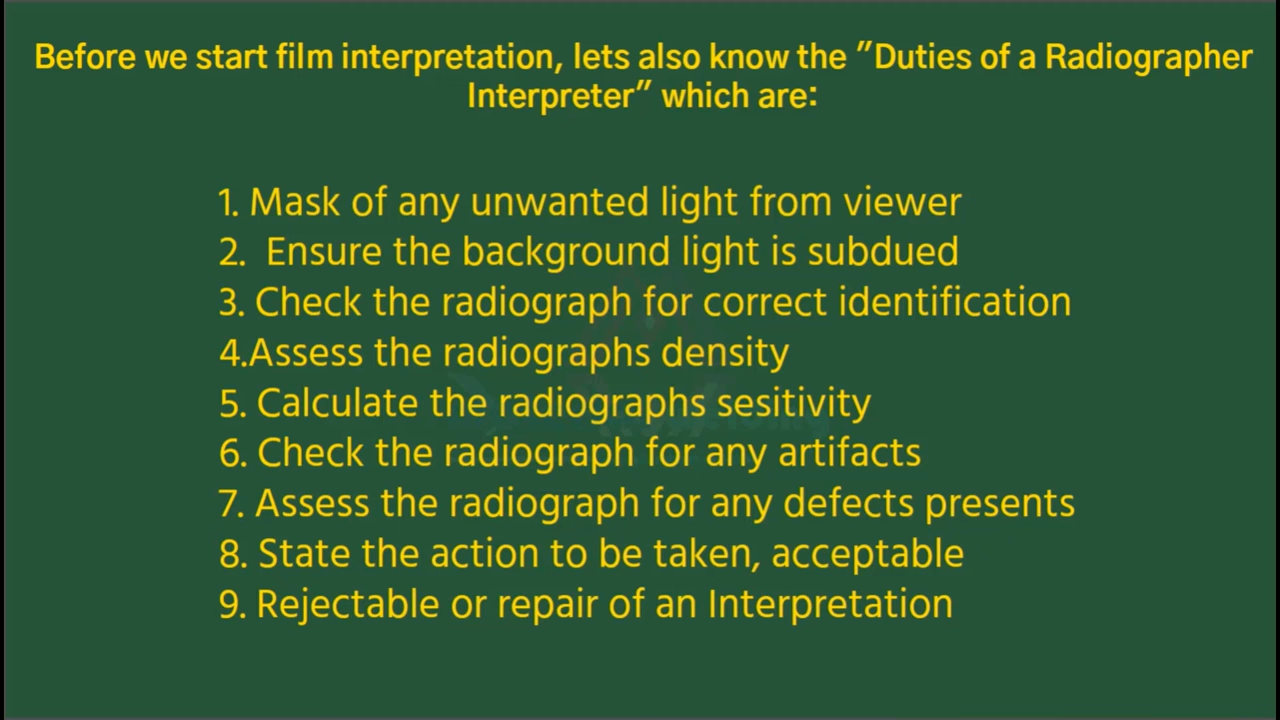 Before we start film interpretation, lets also know the "Duties of a Radiographer
Interpreter" which are:
1. Mask of any unwanted light from viewer
2. Ensure the background light is subdued
3. Check the radiograph for correct identification
4.Assess the radiographs density
5. Calculate the radiographs sesitivity
6. Check the radiograph for any artifacts
7. Assess the radiograph for any defects presents
8. State the action to be taken, acceptable
9. Rejectable or repair of an Interpretation